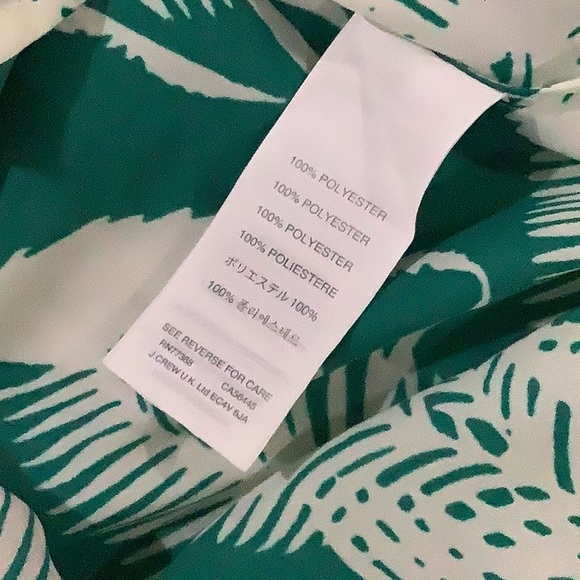 100% POLYESTER
100% POLYESTER
100% POLYESTER
100% POLIESTERE
ポリエステル 100%
100% 폴리에스테르
SEE REVERSE FOR CARE
RN77388 CA56445
J.CREW U.K. Ltd EC4V 6JA